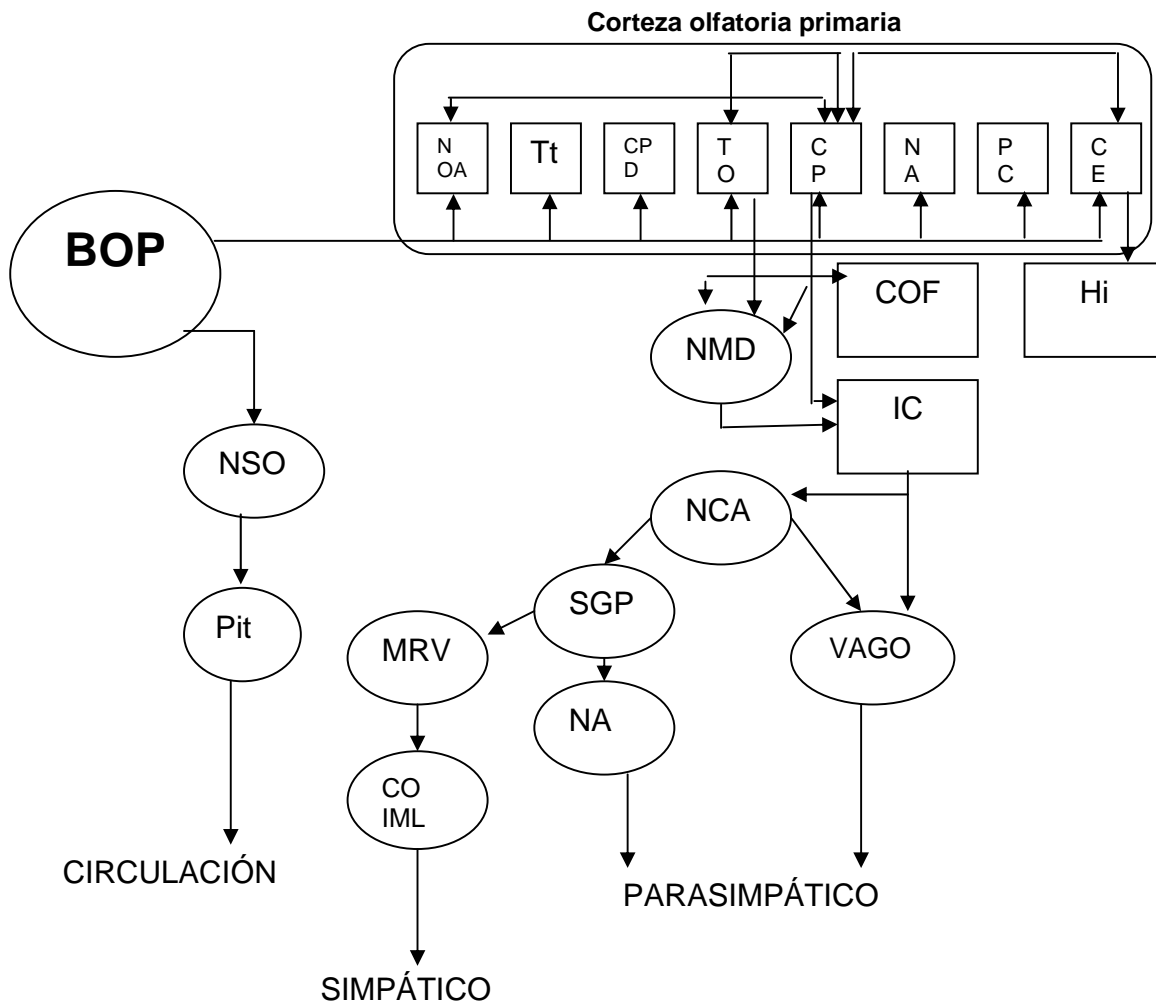 Corteza olfatoria primaria
N
OA
Tt
CP
D
T
O
C
P
N
A
P
C
C
E
BOP
COF
Hi
NMD
IC
NSO
NCA
SGP
Pit
MRV
VAGO
NA
CO
IML
CIRCULACIÓN
PARASIMPÁTICO
SIMPÁTICO